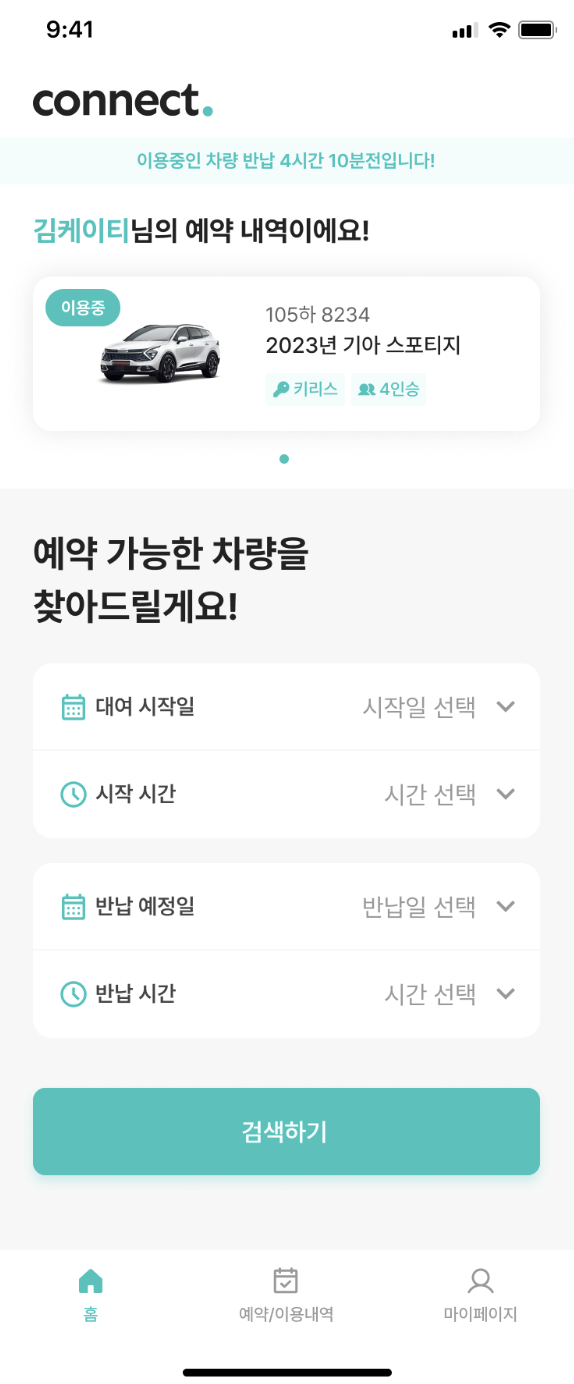 9:41
connect.
이용중인 차량 반납 4시간 10분전입니다!
김케이티님의 예약 내역이에요!
이용중
105하 8234
2023년 기아 스포티지
키리스
4인승
예약 가능한 차량을
찾아드릴게요!
대여 시작일
시작일 선택
시작 시간
시간 선택
반납 예정일
반납일 선택
반납 시간
시간 선택
검색하기
홈
예약/이용내역
마이페이지